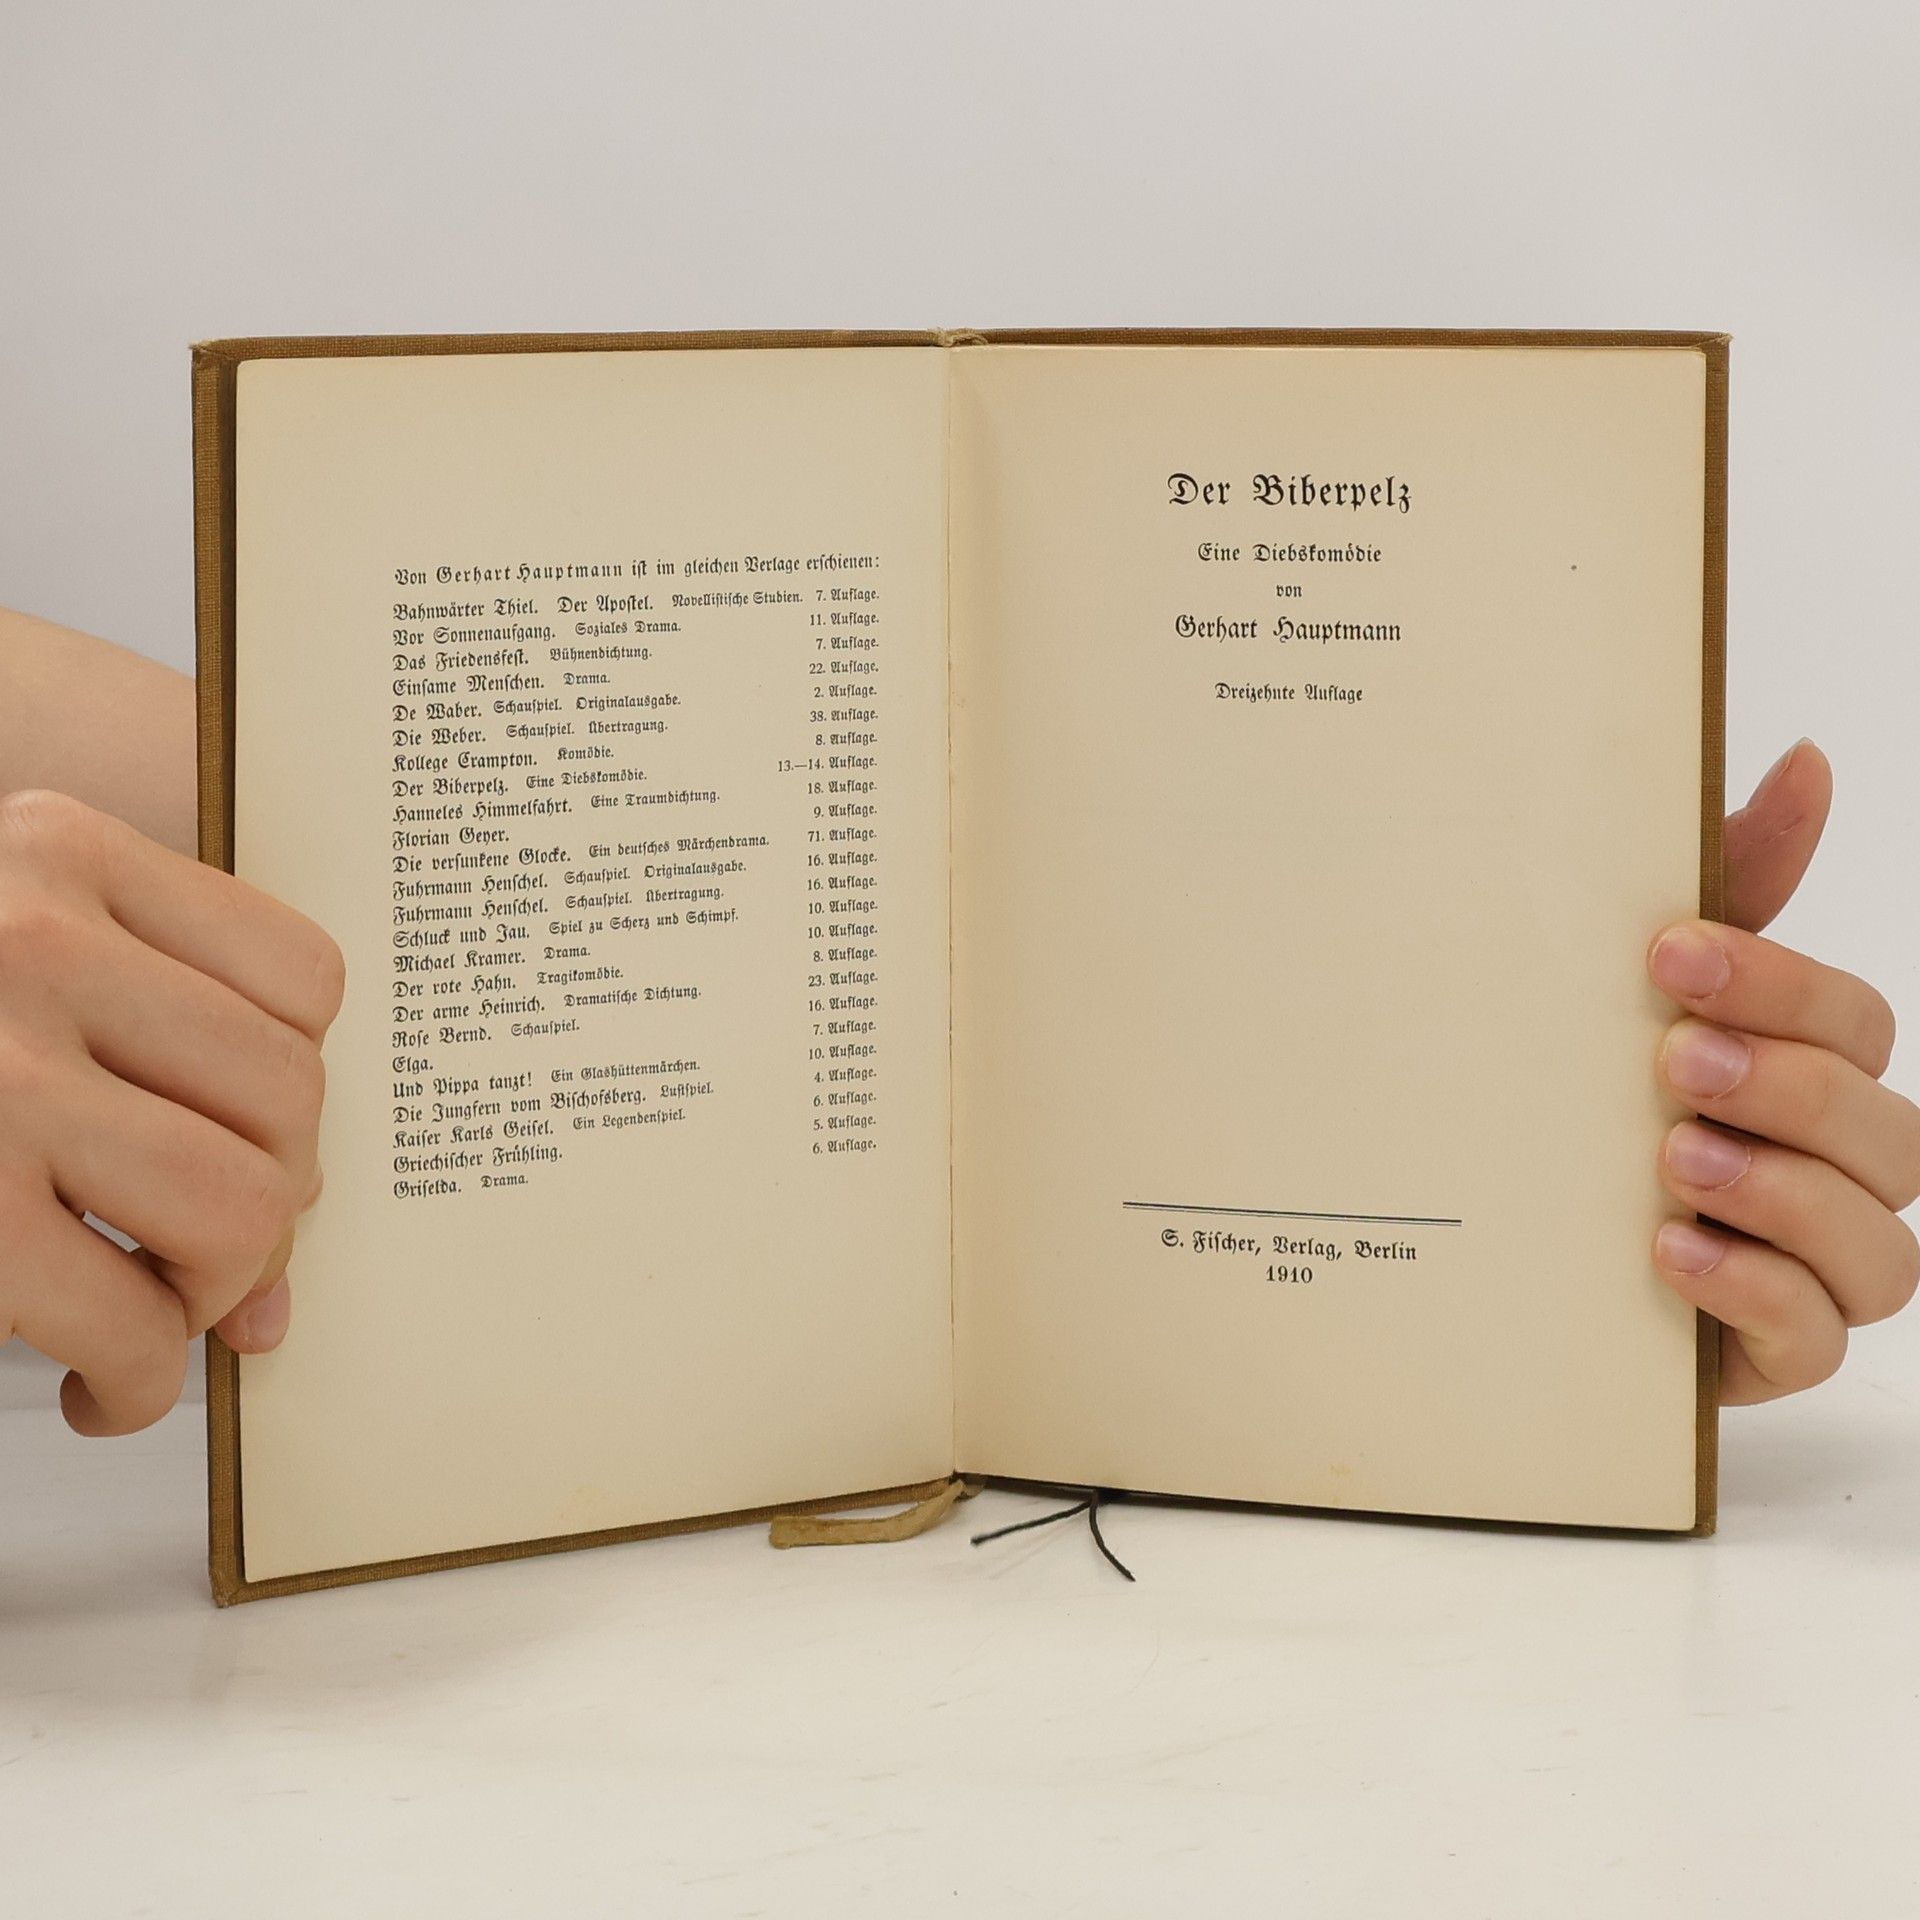 Von Gerhart Hauptmann ist im gleichen Verlage erschienen:
Bahnwärter Thiel. Der Apostel. Novellistische Studien. 7. Auflage.
Vor Sonnenaufgang. Soziales Drama. 11. Auflage.
Das Friedensfest. Bühnendichtung. 7. Auflage.
Einsame Menschen. Drama. 22. Auflage.
De Waber. Schauspiel. Originalausgabe. 2. Auflage.
Die Weber. Schauspiel. Übertragung. 38. Auflage.
Kollege Crampton. Komödie. 8. Auflage.
Der Biberpelz. Eine Diebskomödie. 13.—14. Auflage.
Hanneles Himmelfahrt. Eine Traumdichtung. 18. Auflage.
Florian Geyer. 9. Auflage.
Die versunkene Glocke. Ein deutsches Märchendrama. 71. Auflage.
Fuhrmann Henschel. Schauspiel. Originalausgabe. 16. Auflage.
Fuhrmann Henschel. Schauspiel. Übertragung. 16. Auflage.
Schluck und Jau. Spiel zu Scherz und Schimpf. 10. Auflage.
Michael Kramer. Drama. 10. Auflage.
Der rote Hahn. Tragikomödie. 8. Auflage.
Der arme Heinrich. Dramatische Dichtung. 23. Auflage.
Rose Bernd. Schauspiel. 16. Auflage.
Elga. 7. Auflage.
Und Pippa tanzt! Ein Glashüttenmärchen. 10. Auflage.
Die Jungfern vom Bischofsberg. Lustspiel. 4. Auflage.
Kaiser Karls Geisel. Ein Legendenspiel. 6. Auflage.
Griechischer Frühling. 5. Auflage.
Griselda. Drama. 6. Auflage.
Der Biberpelz
Eine Diebskomödie
von
Gerhart Hauptmann
Dreizehnte Auflage
S. Fischer, Verlag, Berlin
1910